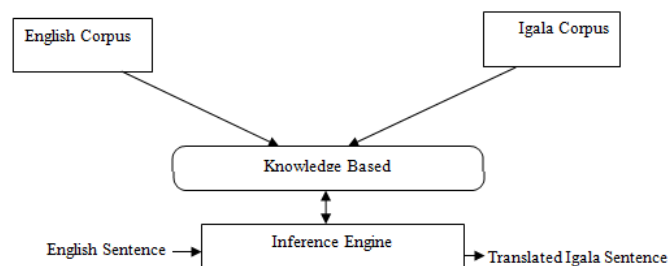 English Corpus
Igala Corpus
Knowledge Based
Inference Engine
English Sentence
Translated Igala Sentence